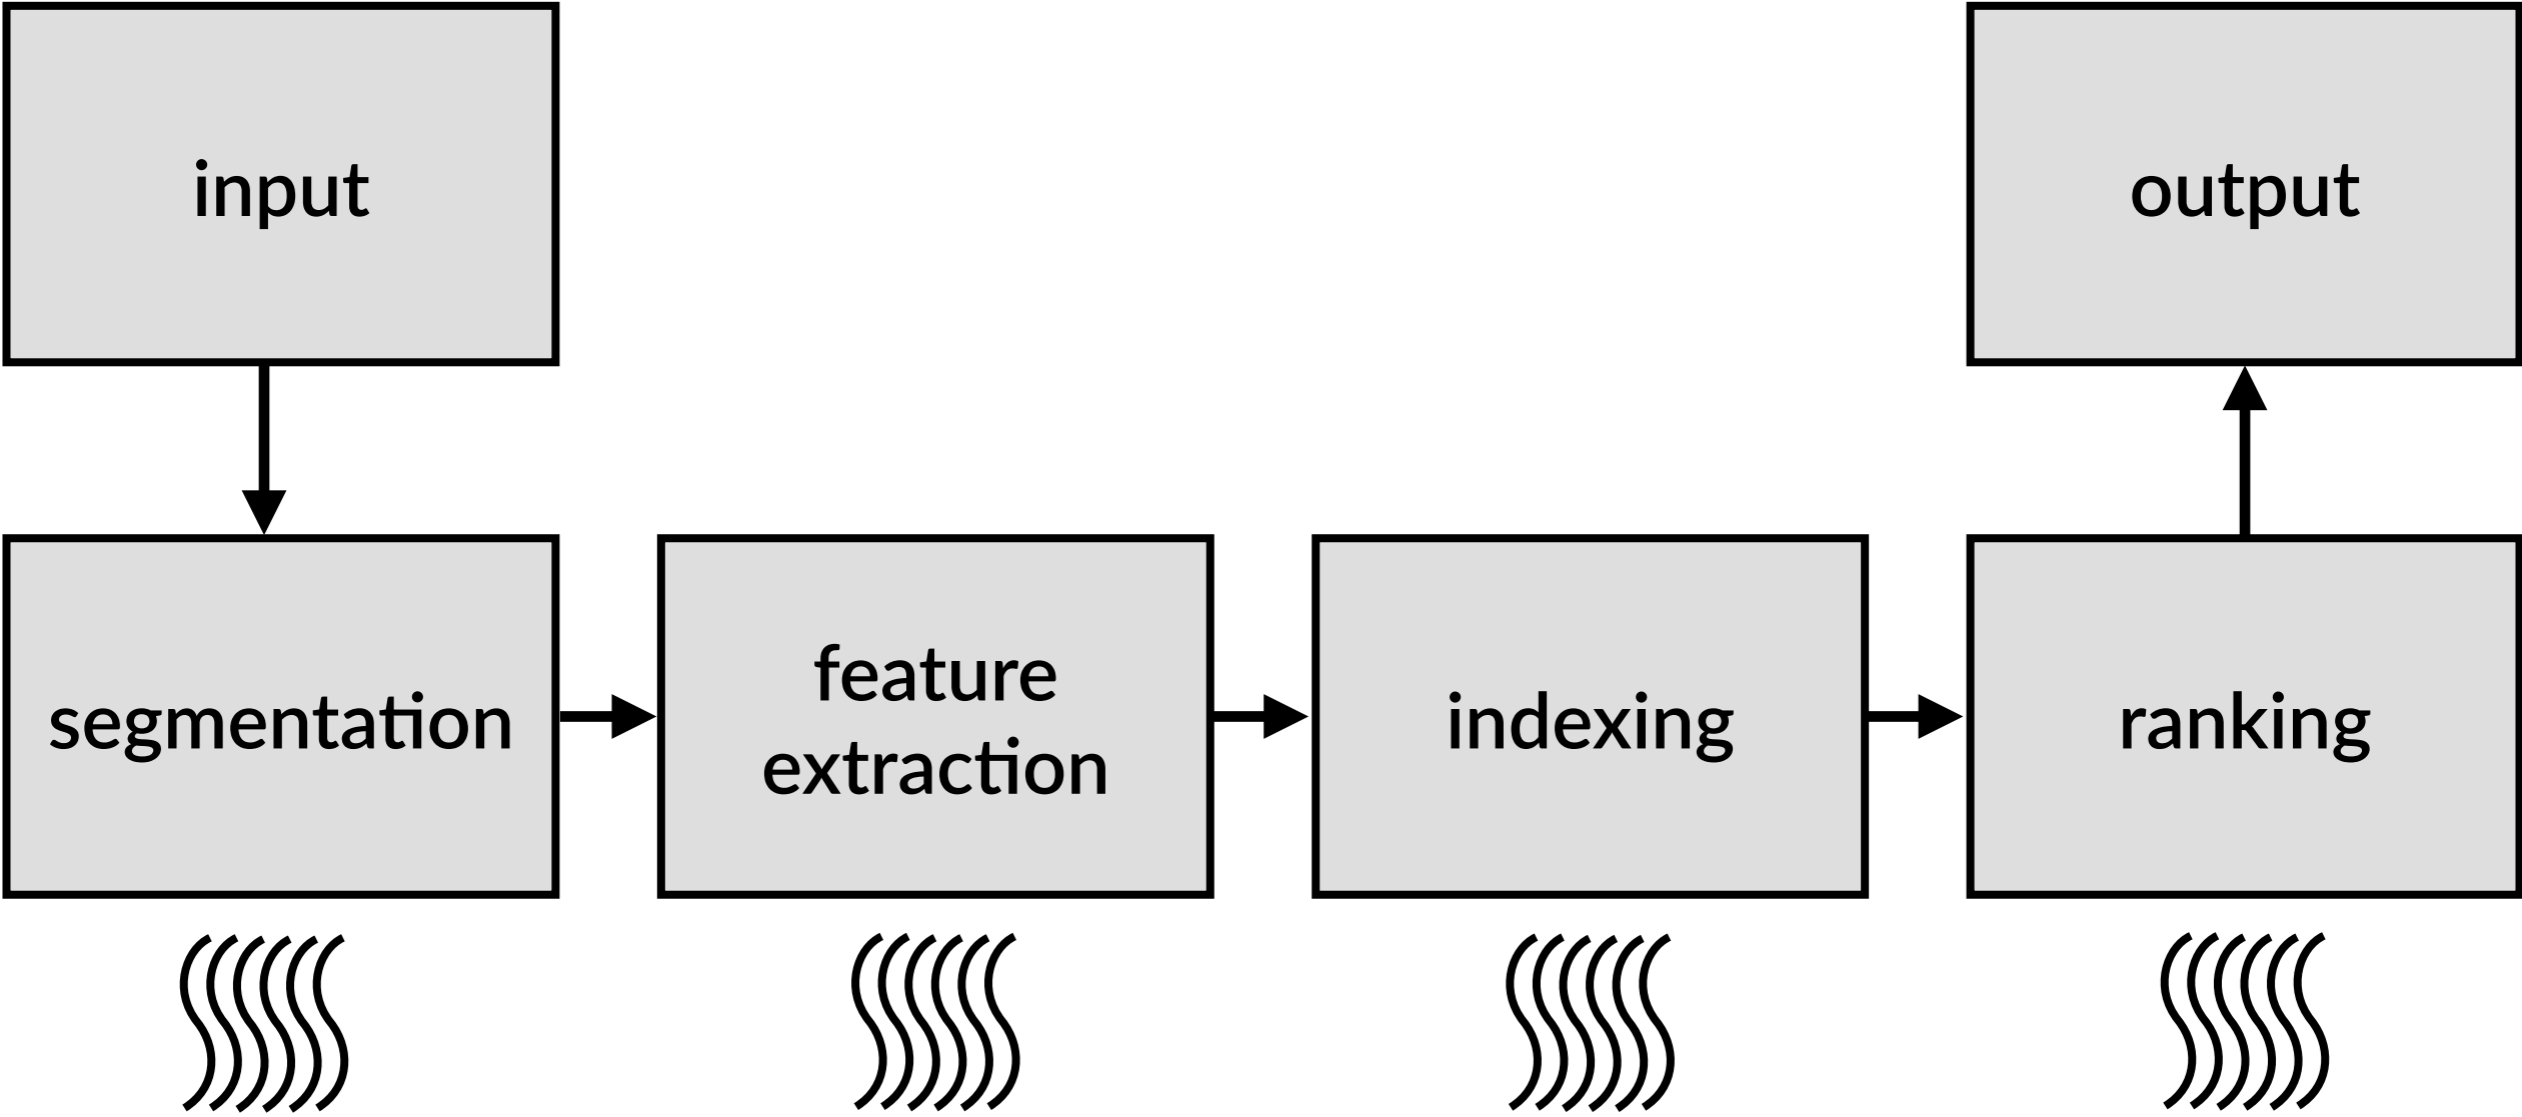 input
output
segmentation
feature
extraction
indexing
ranking